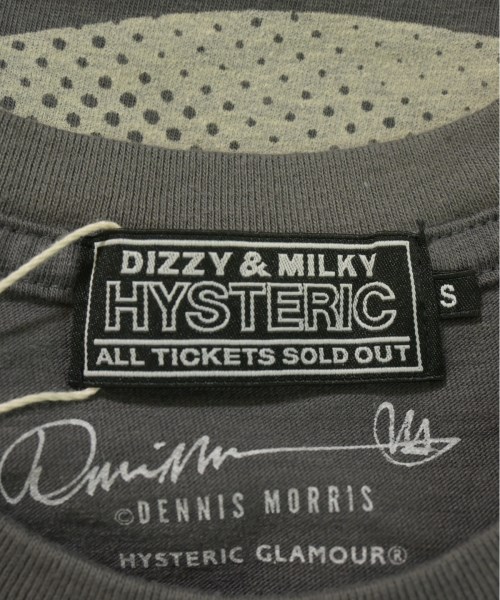 DIZZY & MILKY
HYSTERIC
ALL TICKETS SOLD OUT
S
©DENNIS MORRIS
HYSTERIC GLAMOUR®